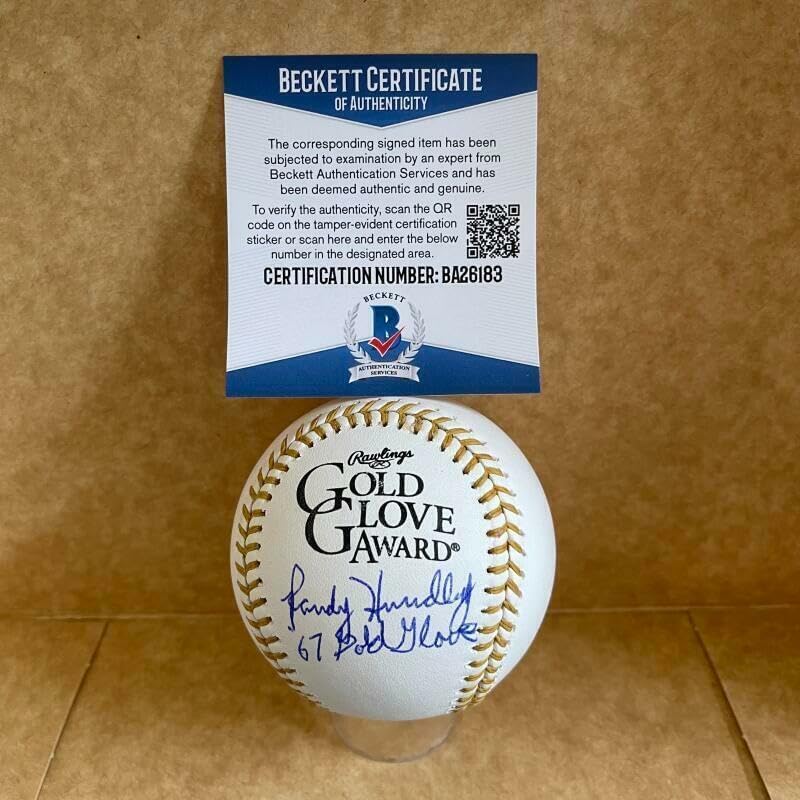 BECKETT CERTIFICATE
OF AUTHENTICITY
The corresponding signed item has been
subjected to examination by an expert from
Beckett Authentication Services and has
been deemed authentic and genuine.
To verify the authenticity, scan the QR
code on the tamper-evident certification
sticker or scan here and enter the below
number in the designated area.
CERTIFICATION NUMBER: BA26183
BECKETT
B
AUTHENTICATION
SERVICES
Rawlings
R
GOLD
GLOVE
AWARD®
Randy Hundley
67 Gold Glove